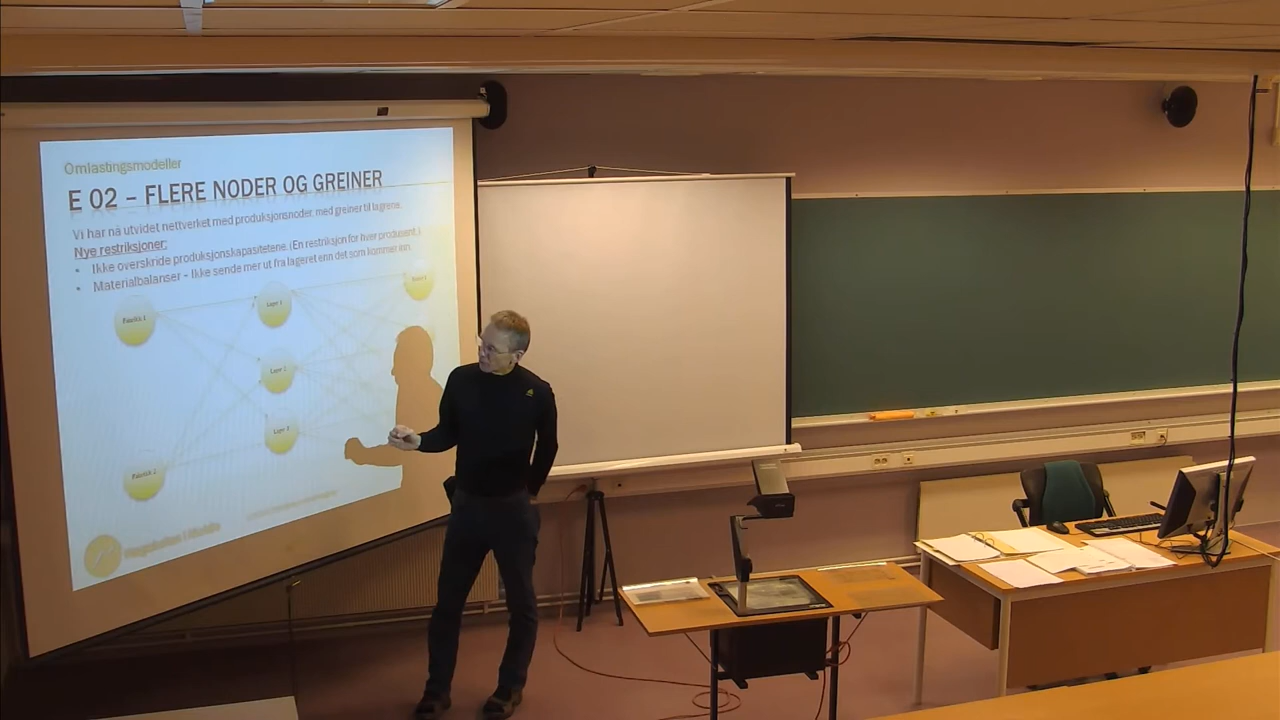 Omlastingsmodeller
E 02 – FLERE NODER OG GREINER
Vi har nå utvidet nettverket med produksjonsnoder, med greiner til lagrene.
Nye restriksjoner:
• Ikke overskride produksjonskapasitetene. (En restriksjon for hver produsent.)
• Materialbalanser – Ikke sende mer ut fra lageret enn det som kommer inn.
Fabrikk 1
Lager 1
Lager 2
Lager 3
Fabrikk 2
Høgskolen i Molde